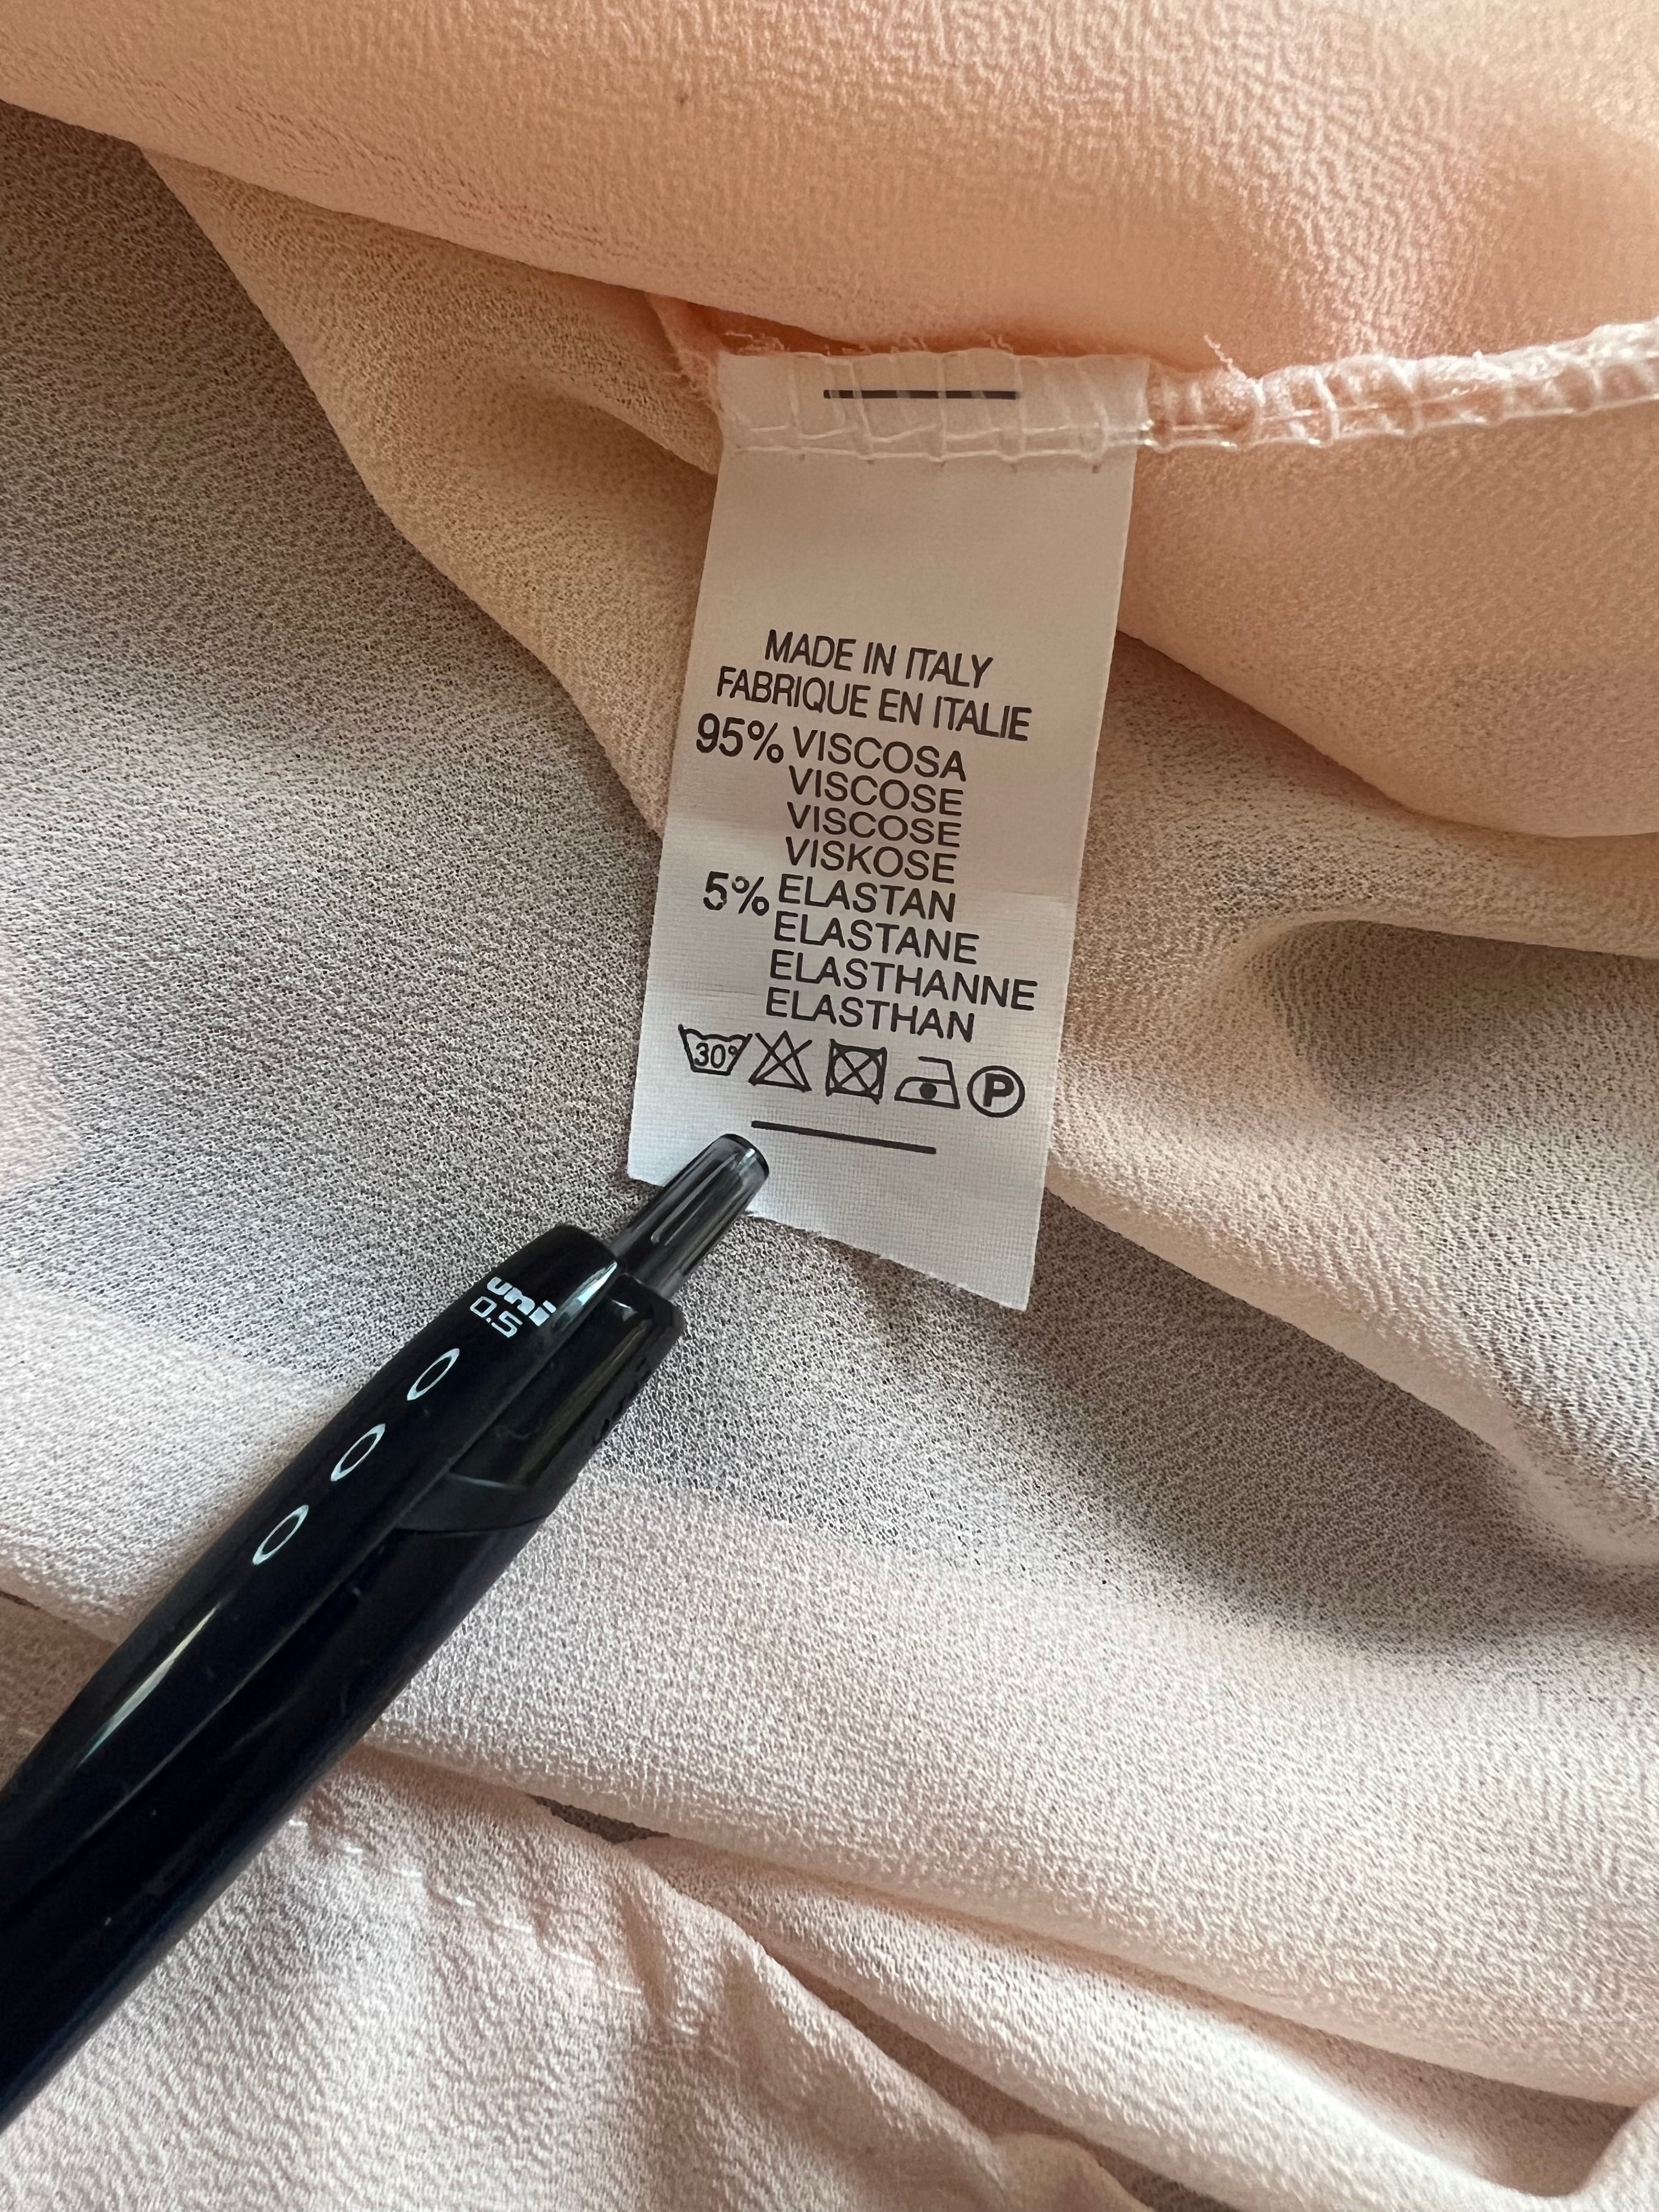 MADE IN ITALY
FABRIQUE EN ITALIE
95% VISCOSA
VISCOSE
VISCOSE
VISKOSE
5% ELASTAN
ELASTANE
ELASTHANNE
ELASTHAN
30° P
uni
0.5